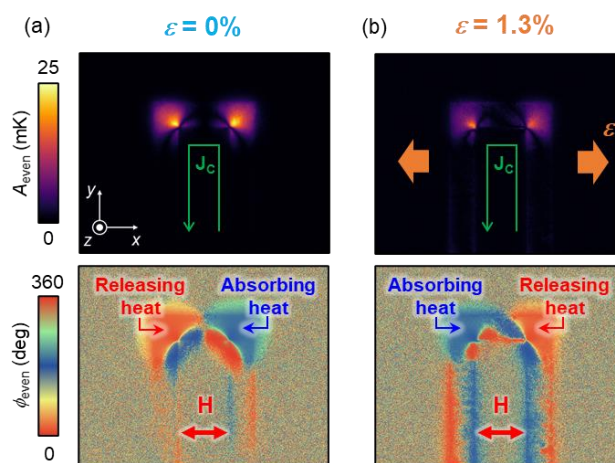 (a)
ε = 0%
(b)
ε = 1.3%
25
A_even (mK)
0
J_C
y
z
x
J_C
ε
360
ϕ_even (deg)
0
Releasing
heat
Absorbing
heat
H
Absorbing
heat
Releasing
heat
H